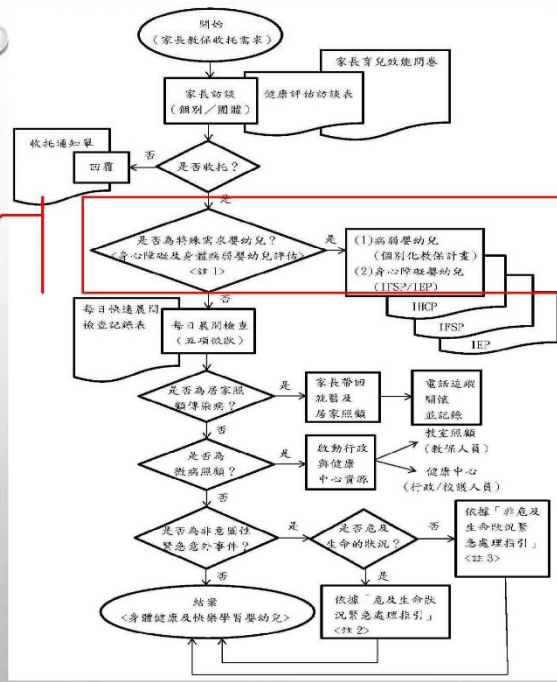 開始
(家長教保收托需求)
家長育兒效能問卷
家長訪談
(個別／團體)
健康評估訪談表
收托通知單
回覆
否
是否收托？
是
是否為特殊需求嬰幼兒？
<身心障礙及身體病弱嬰幼兒評估>
<註 1>
是
(1)病弱嬰幼兒
(個別化教保計畫)
(2)身心障礙嬰幼兒
(IFSP/IEP)
IHCP
IFSP
IEP
否
每日快速晨間
檢查記錄表
每日晨間檢查
(五項徵狀)
是否為居家照
顧傳染病？
是
家長帶回
就醫及
居家照顧
電話追蹤
關懷
並記錄
否
是否為
微病照顧？
是
啟動行政
與健康
中心資源
教室照顧
(教保人員)
健康中心
(行政/校護人員)
否
是否為非意圖性
緊急意外事件？
是
是否危及
生命的狀況？
否
依據「非危及
生命狀況緊
急處理指引」
<註 3>
否
是
結案
<身體健康及快樂學習嬰幼兒>
依據「危及生命狀
況緊急處理指引」
<註 2>